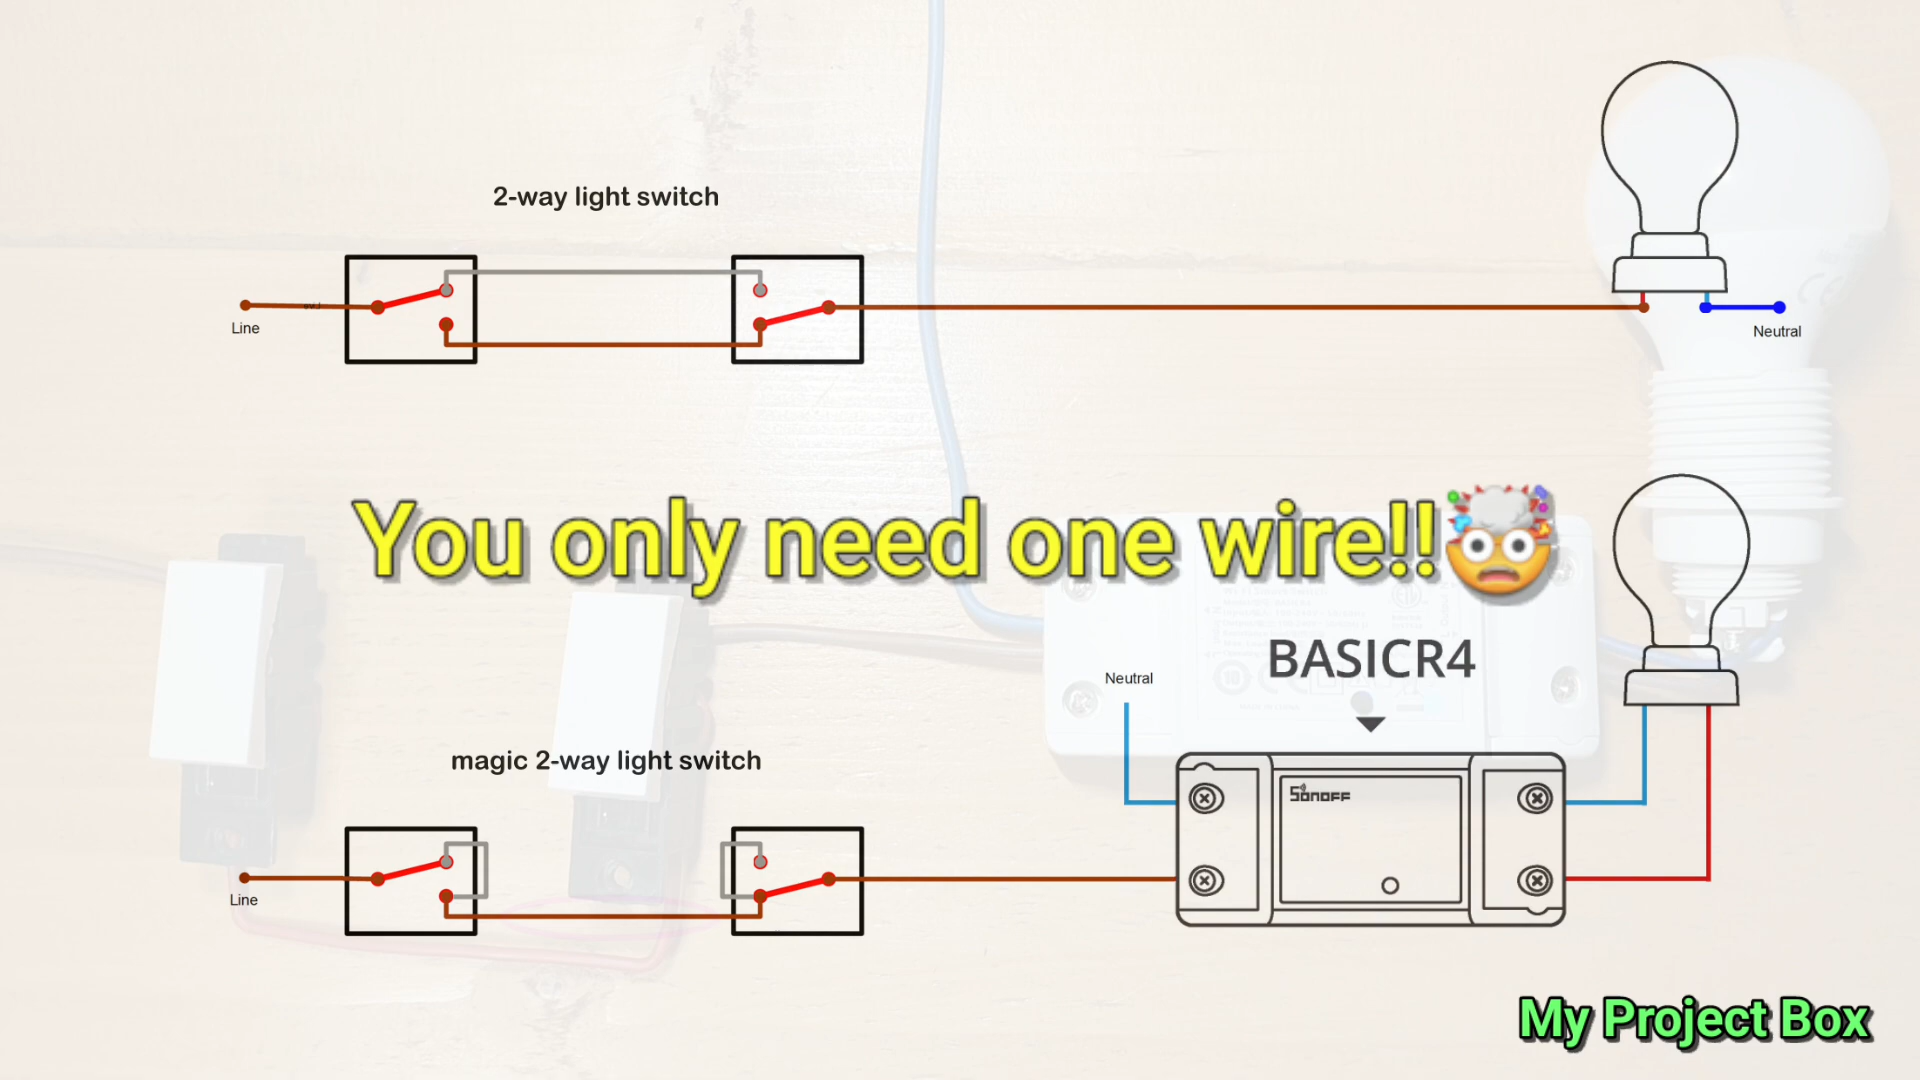 2-way light switch
Line
Neutral
You only need one wire!!
BASICR4
Neutral
magic 2-way light switch
SONOFF
Line
My Project Box